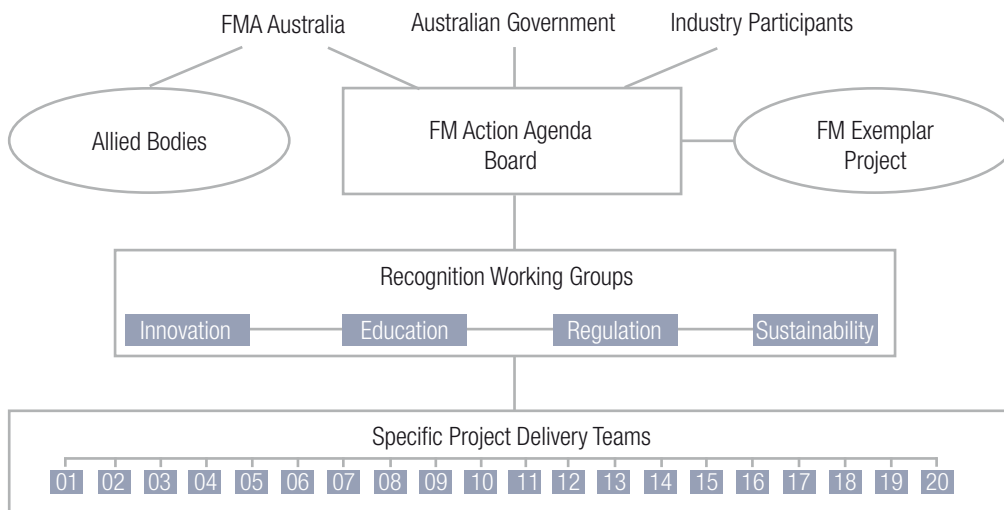 FMA Australia
Australian Government
Industry Participants
Allied Bodies
FM Action Agenda
Board
FM Exemplar
Project
Recognition Working Groups
Innovation
Education
Regulation
Sustainability
Specific Project Delivery Teams
01 02 03 04 05 06 07 08 09 10 11 12 13 14 15 16 17 18 19 20